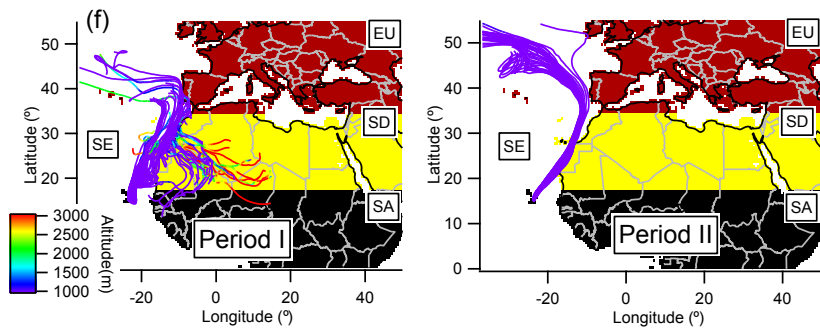 (f)
EU
SD
SE
SA
Period I
50
40
30
20
Latitude (º)
3000
2500
2000
1500
1000
Altitude(m)
-20
0
20
40
Longitude (º)
EU
SD
SE
SA
Period II
50
40
30
20
10
0
Latitude (º)
-20
0
20
40
Longitude (º)